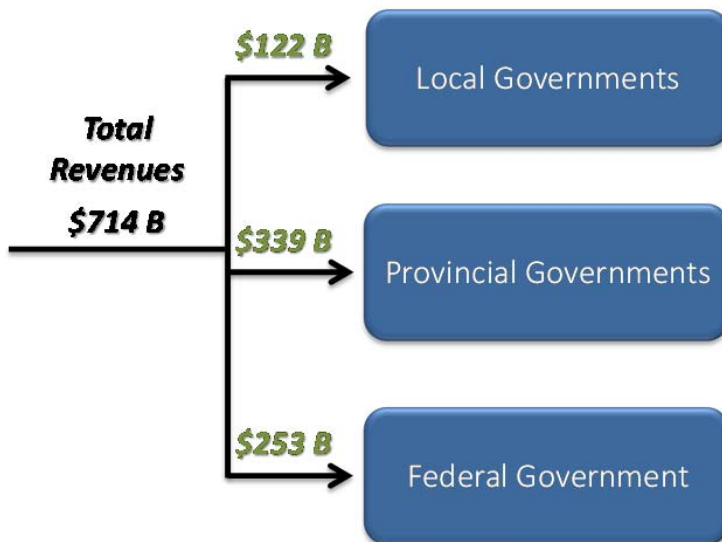 $122 B
Local Governments
Total
Revenues
$714 B
$339 B
Provincial Governments
$253 B
Federal Government